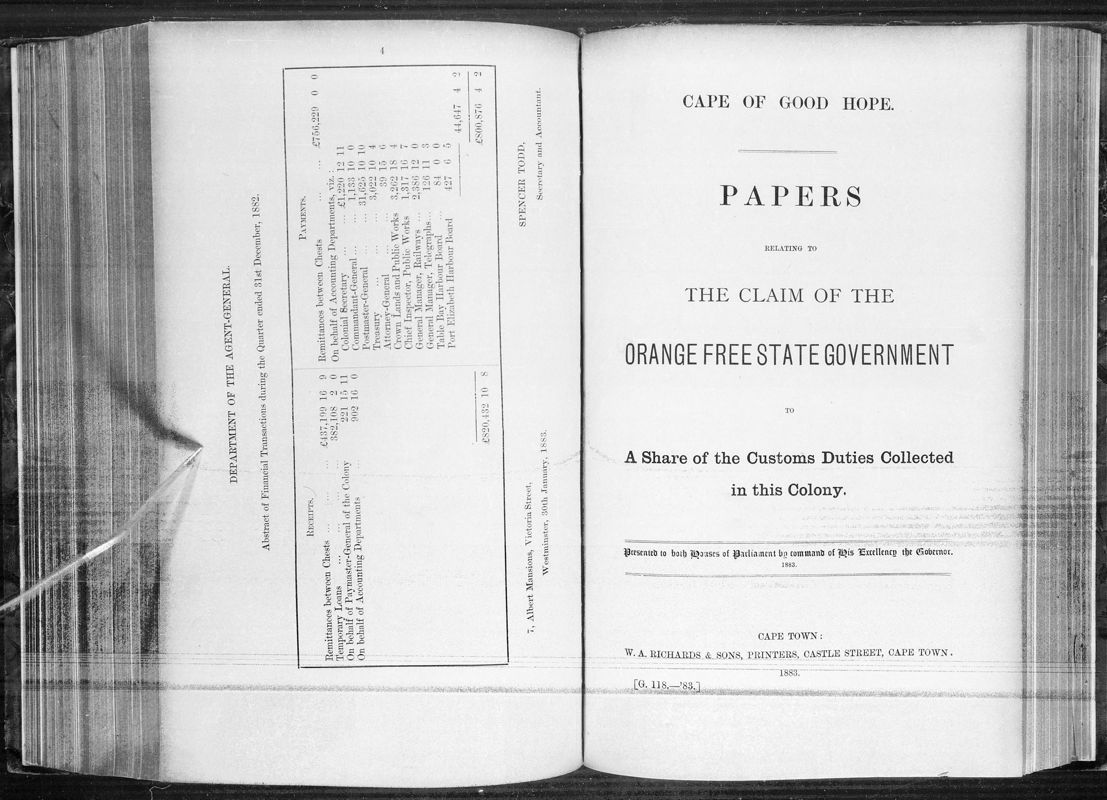 4
DEPARTMENT OF THE AGENT-GENERAL.
Abstract of Financial Transactions during the Quarter ended 31st December, 1882.
RECEIPTS.
Remittances between Chests ... ... ... £437,199 16 9
Temporary Loans ... ... ... ... 382,108 2 0
On behalf of Paymaster-General of the Colony 221 15 11
On behalf of Accounting Departments ... 902 16 0
£820,432 10 8
PAYMENTS.
Remittances between Chests ... ... £756,229 0 0
On behalf of Accounting Departments, viz.:
Colonial Secretary ... ... £1,220 12 11
Commandant-General ... ... 1,133 10 0
Postmaster-General ... ... 31,625 10 10
Treasury ... ... ... 3,022 10 4
Attorney-General ... ... 39 15 6
Crown Lands and Public Works 3,262 18 4
Chief Inspector, Public Works 1,317 16 7
General Manager, Railways ... 2,386 12 0
General Manager, Telegraphs... 126 11 3
Table Bay Harbour Board ... 84 0 0
Port Elizabeth Harbour Board 427 6 5
44,647 4 2
£800,876 4 2
7, Albert Mansions, Victoria Street,
Westminster, 30th January, 1883.
SPENCER TODD,
Secretary and Accountant.
CAPE OF GOOD HOPE.
PAPERS
RELATING TO
THE CLAIM OF THE
ORANGE FREE STATE GOVERNMENT
TO
A Share of the Customs Duties Collected
in this Colony.
Presented to both Houses of Parliament by command of His Excellency the Governor.
1883.
CAPE TOWN:
W. A. RICHARDS & SONS, PRINTERS, CASTLE STREET, CAPE TOWN.
1883.
[G. 118.—'83.]